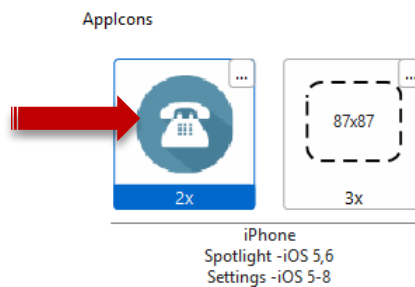 AppIcons
...
...
87x87
2x
3x
iPhone
Spotlight -iOS 5,6
Settings -iOS 5-8